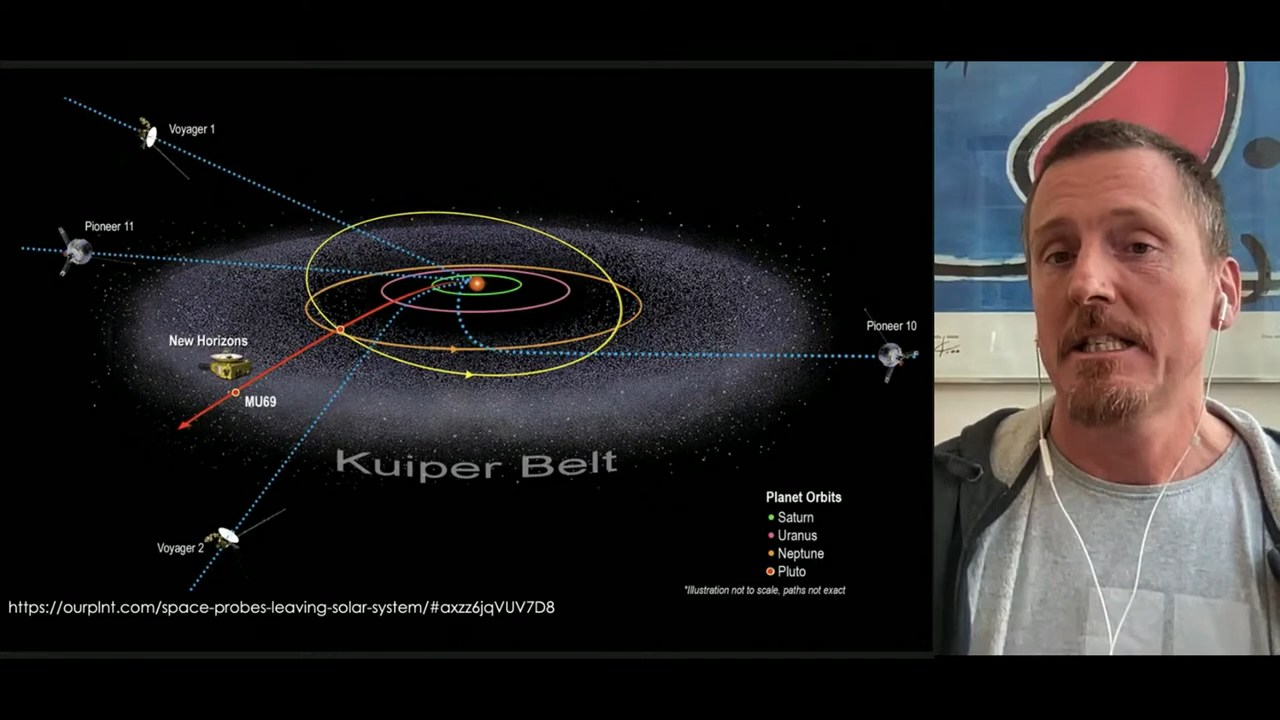 Voyager 1
Pioneer 11
Pioneer 10
New Horizons
MU69
Kuiper Belt
Voyager 2
Planet Orbits
Saturn
Uranus
Neptune
Pluto
*Illustration not to scale, paths not exact
https://ourplnt.com/space-probes-leaving-solar-system/#axzz6jqVUV7D8